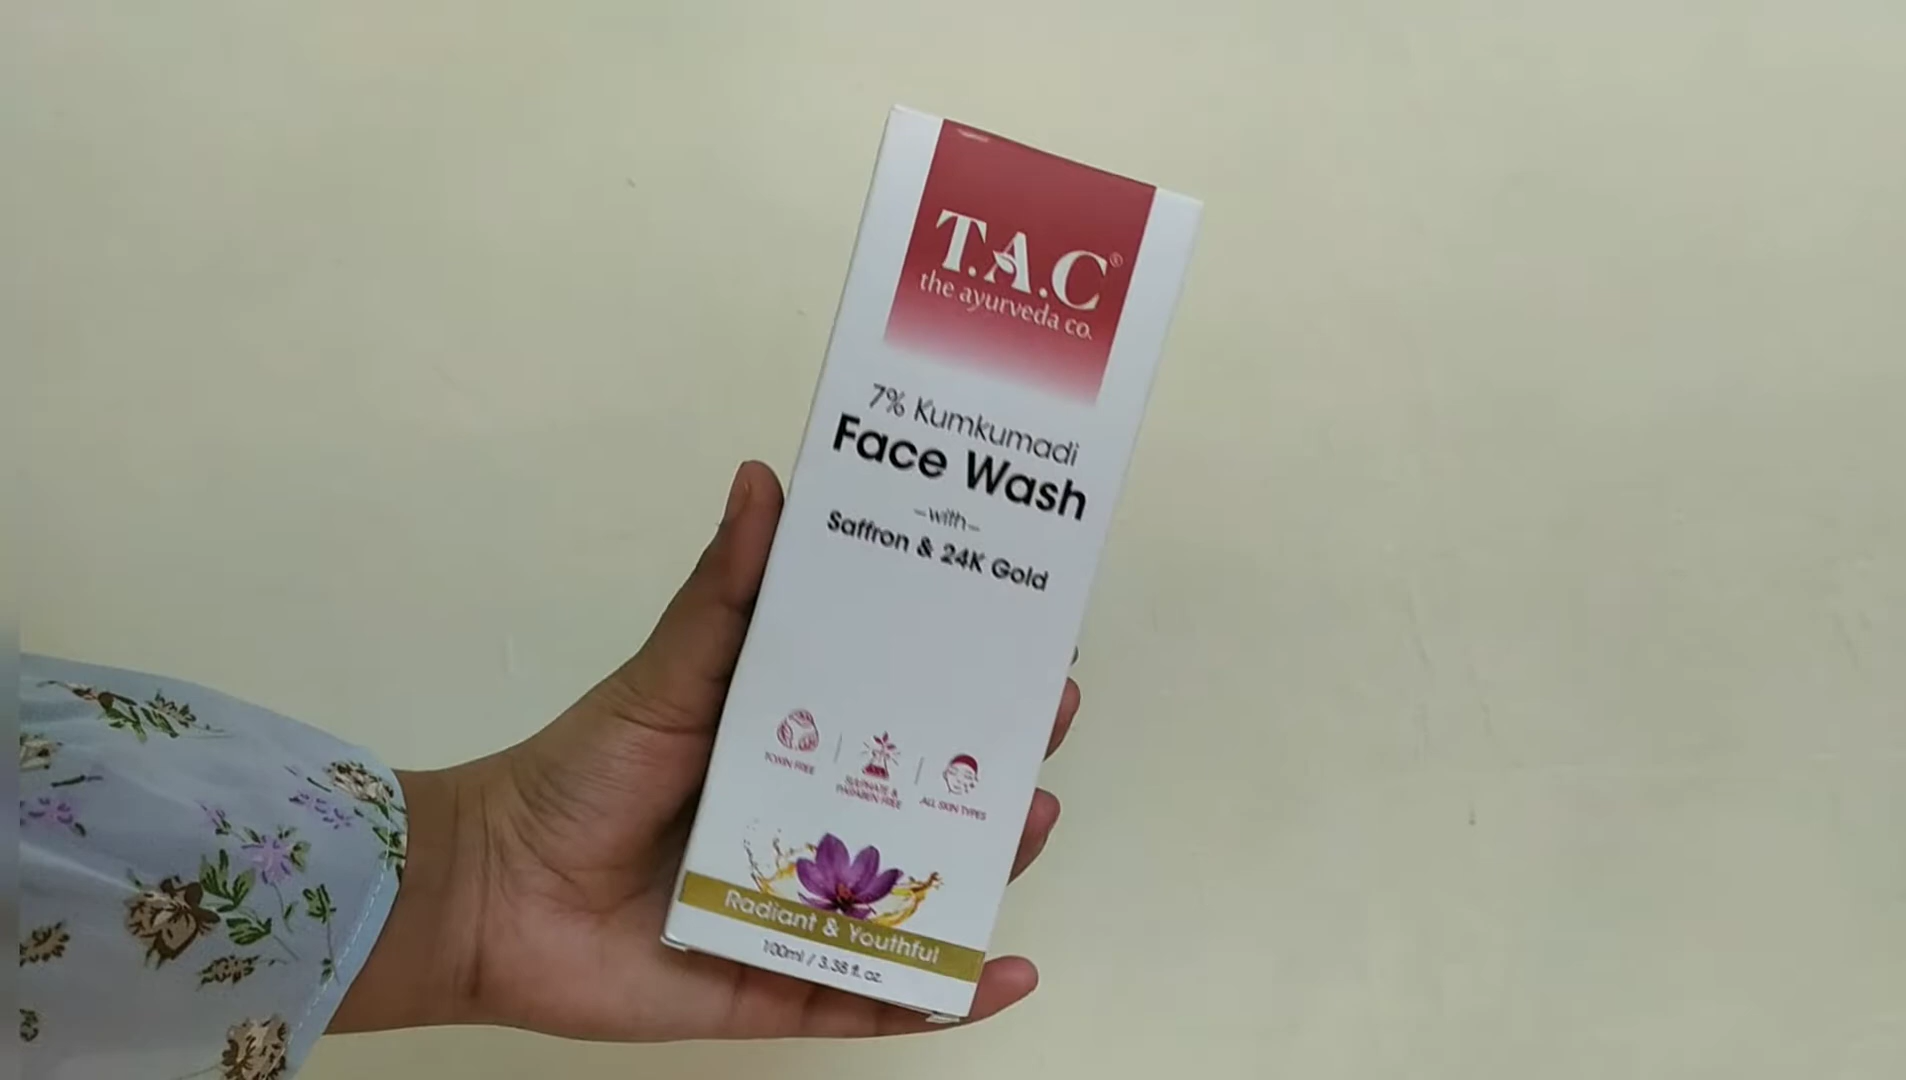 T.A.C®
the ayurveda co.
7% Kumkumadi
Face Wash
–with–
Saffron & 24K Gold
TOXIN FREE
SULPHATE &
PARABEN FREE
ALL SKIN TYPES
Radiant & Youthful
100ml / 3.38 fl. oz.